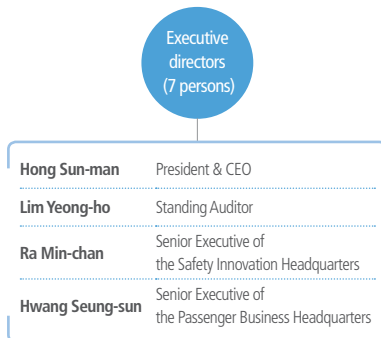 Executive
directors
(7 persons)
Hong Sun-man President & CEO
Lim Yeong-ho Standing Auditor
Ra Min-chan Senior Executive of
the Safety Innovation Headquarters
Hwang Seung-sun Senior Executive of
the Passenger Business Headquarters